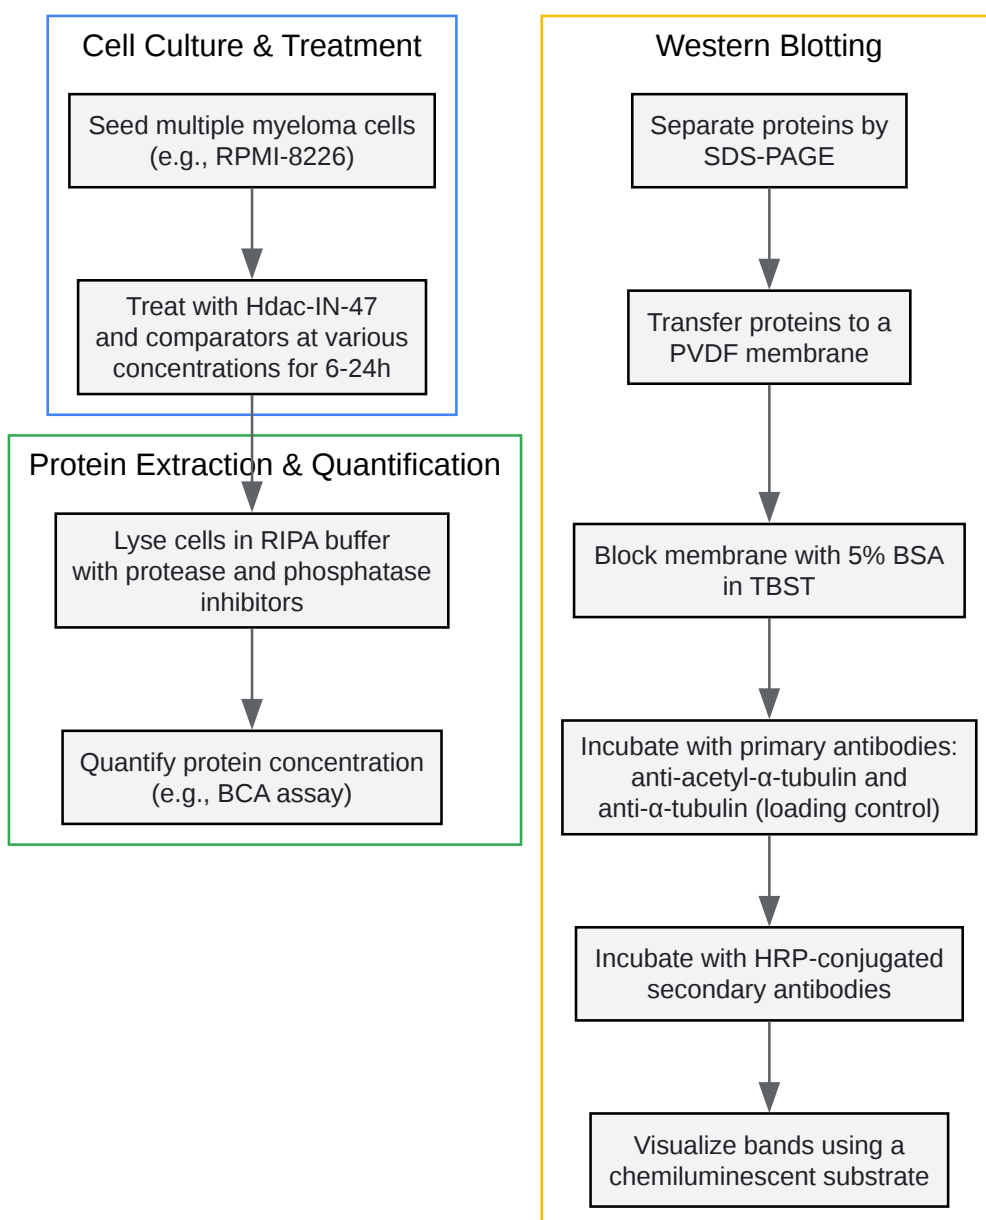 Cell Culture & Treatment
Seed multiple myeloma cells
(e.g., RPMI-8226)
Treat with Hdac-IN-47
and comparators at various
concentrations for 6-24h
Protein Extraction & Quantification
Lyse cells in RIPA buffer
with protease and phosphatase
inhibitors
Quantify protein concentration
(e.g., BCA assay)
Western Blotting
Separate proteins by
SDS-PAGE
Transfer proteins to a
PVDF membrane
Block membrane with 5% BSA
in TBST
Incubate with primary antibodies:
anti-acetyl-α-tubulin and
anti-α-tubulin (loading control)
Incubate with HRP-conjugated
secondary antibodies
Visualize bands using a
chemiluminescent substrate